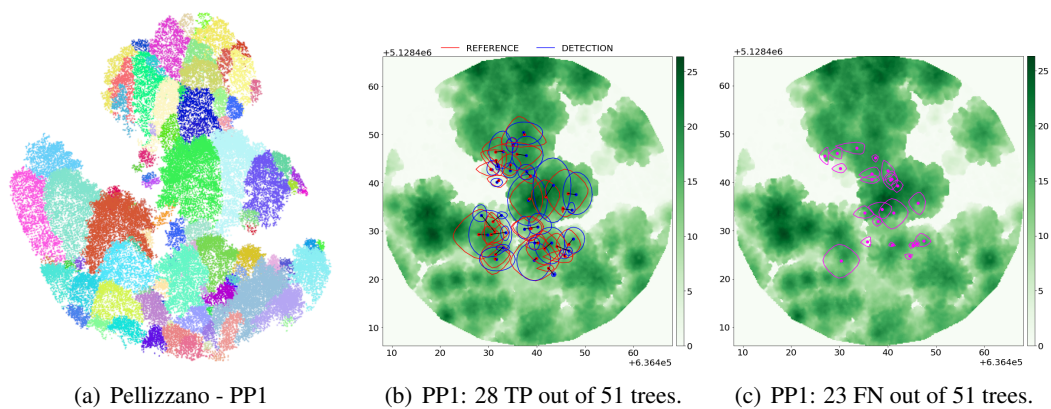 REFERENCE DETECTION
+5.1284e6
60
50
40
30
20
10
10 20 30 40 50 60
+6.364e5
25
20
15
10
5
0
+5.1284e6
60
50
40
30
20
10
10 20 30 40 50 60
+6.364e5
25
20
15
10
5
0
(a) Pellizzano - PP1
(b) PP1: 28 TP out of 51 trees.
(c) PP1: 23 FN out of 51 trees.